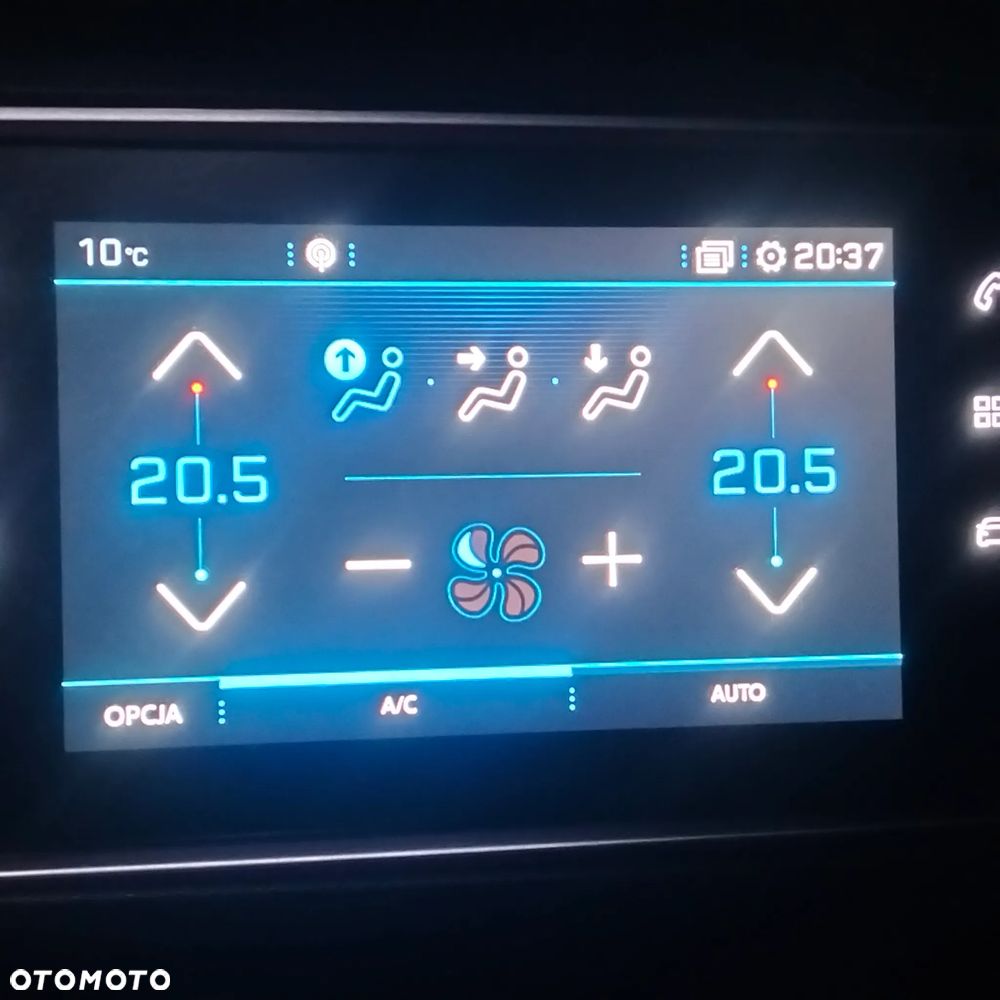 10°C 20:37
20.5 20.5
OPCJA A/C AUTO
OTOMOTO